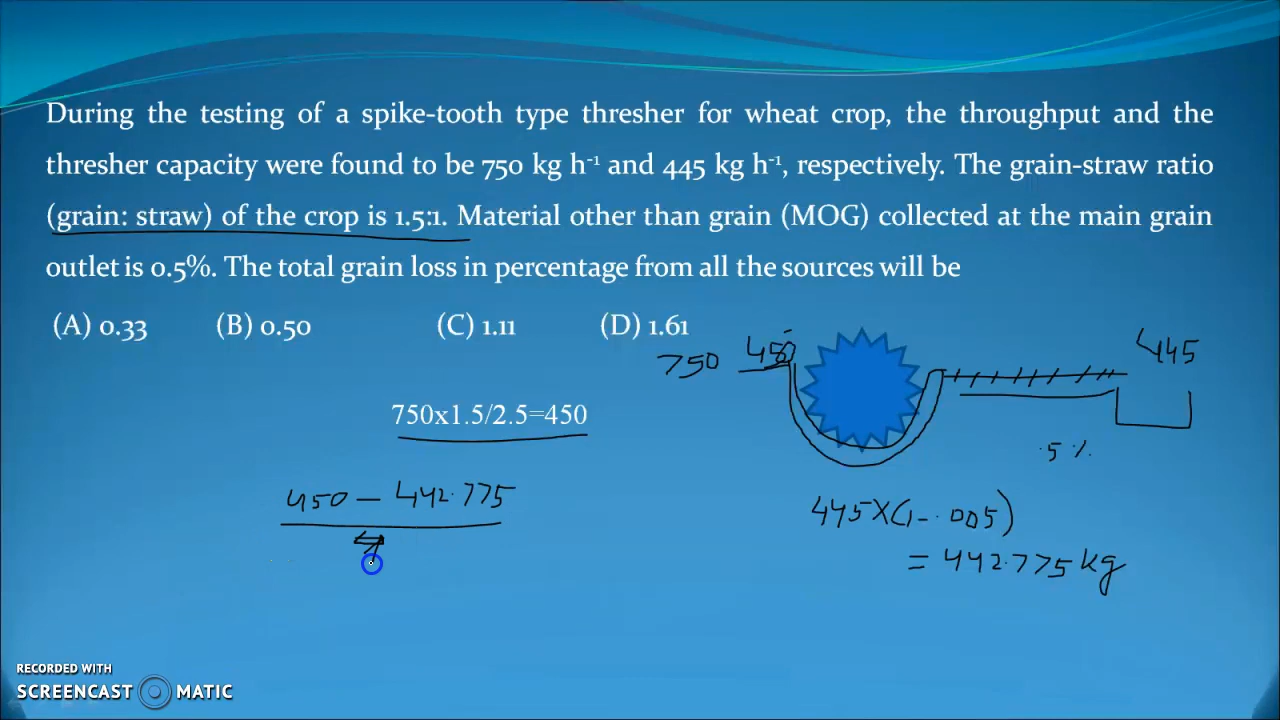 During the testing of a spike-tooth type thresher for wheat crop, the throughput and the
thresher capacity were found to be 750 kg h⁻¹ and 445 kg h⁻¹, respectively. The grain-straw ratio
(grain: straw) of the crop is 1.5:1. Material other than grain (MOG) collected at the main grain
outlet is 0.5%. The total grain loss in percentage from all the sources will be
(A) 0.33 (B) 0.50 (C) 1.11 (D) 1.61
750 450 445
750x1.5/2.5=450
.5 %
450 – 442.775
445X(1-.005)
= 442.775 kg
RECORDED WITH
SCREENCAST MATIC